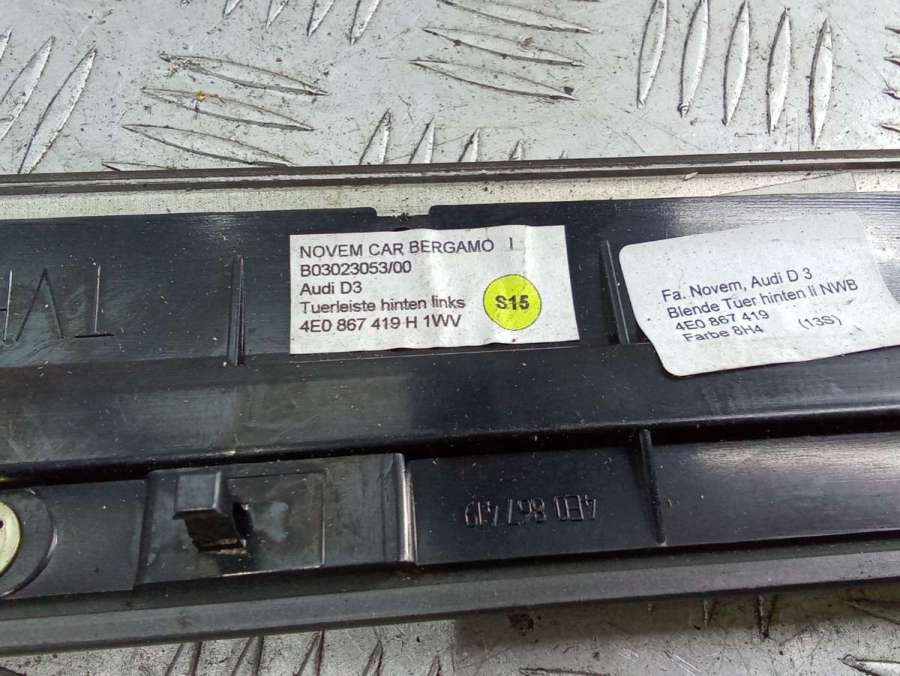 NOVEM CAR BERGAMO I
B03023053/00
Audi D3
Tuerleiste hinten links
4E0 867 419 H 1WV
S15
Fa. Novem, Audi D 3
Blende Tuer hinten li NWB
4E0 867 419
Farbe 8H4 (13S)
4E0 867 419